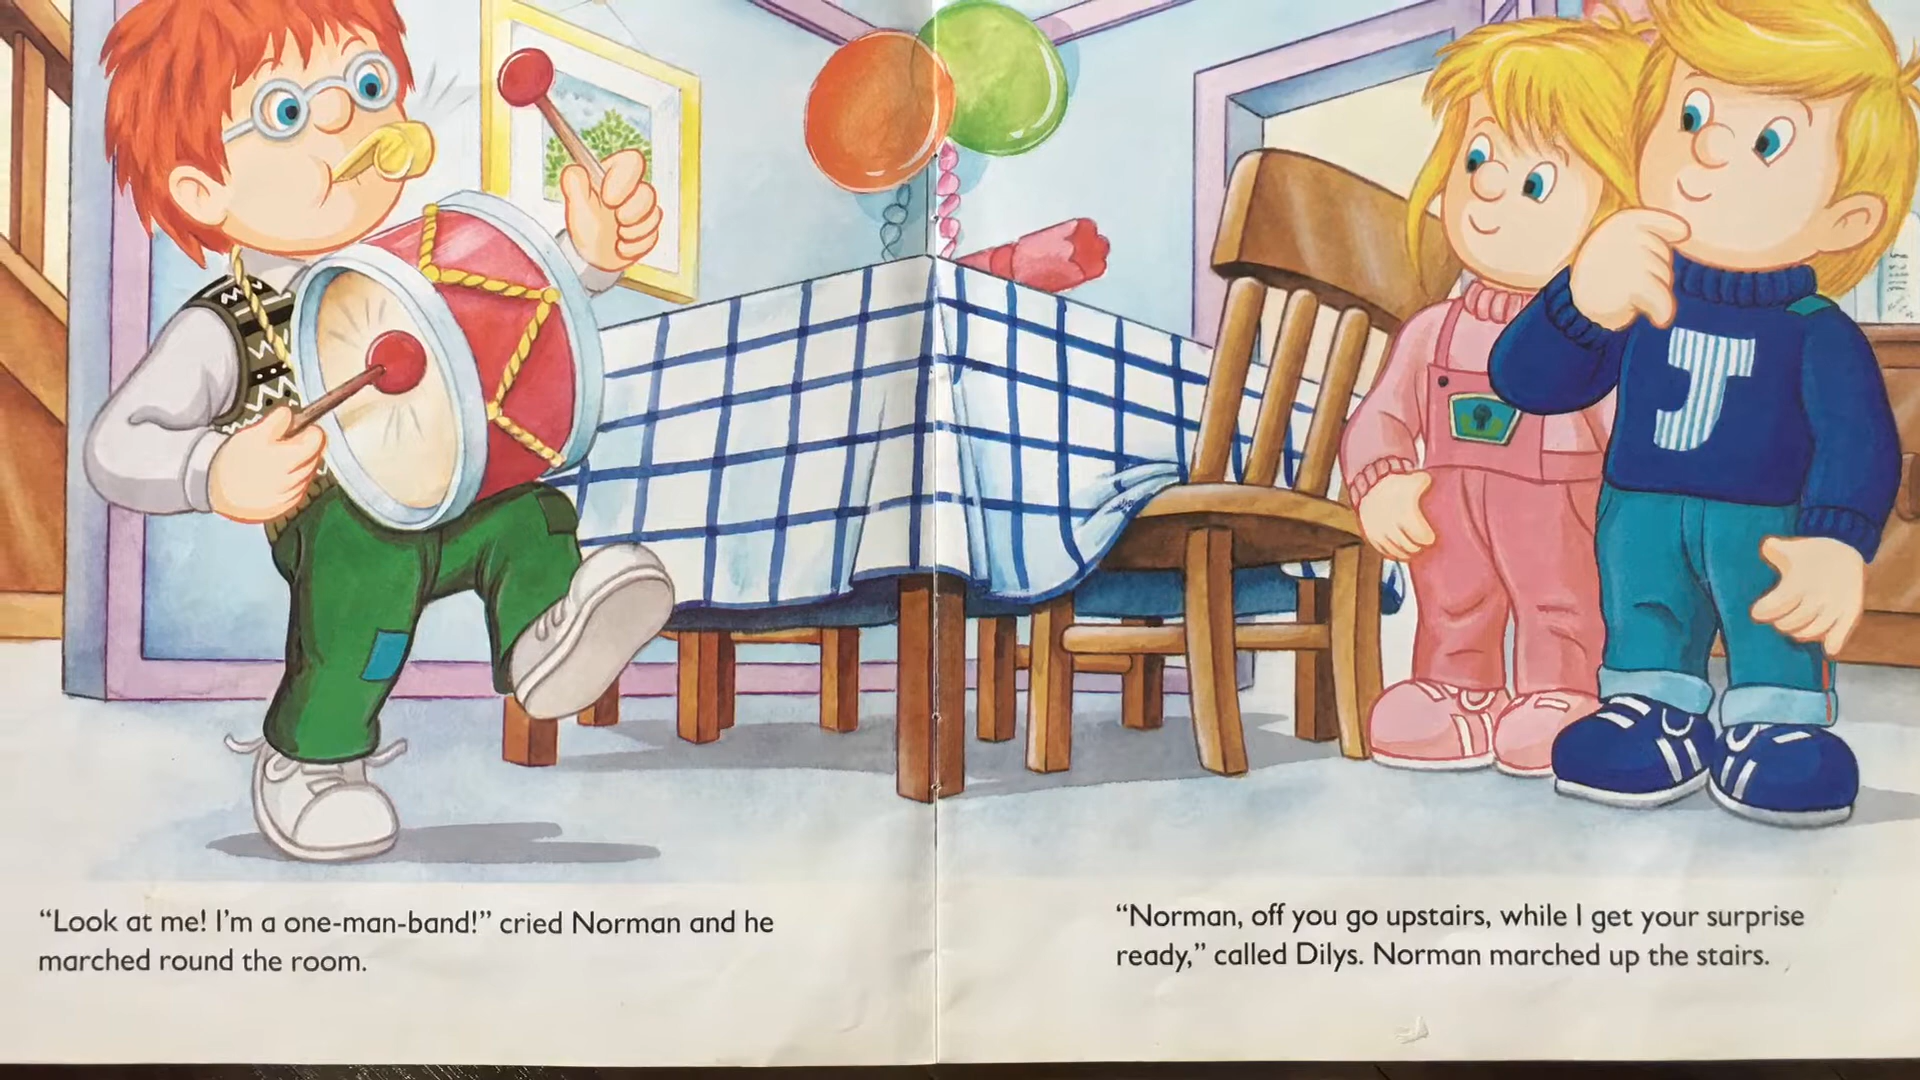 J
“Look at me! I’m a one-man-band!” cried Norman and he
marched round the room.
“Norman, off you go upstairs, while I get your surprise
ready,” called Dilys. Norman marched up the stairs.